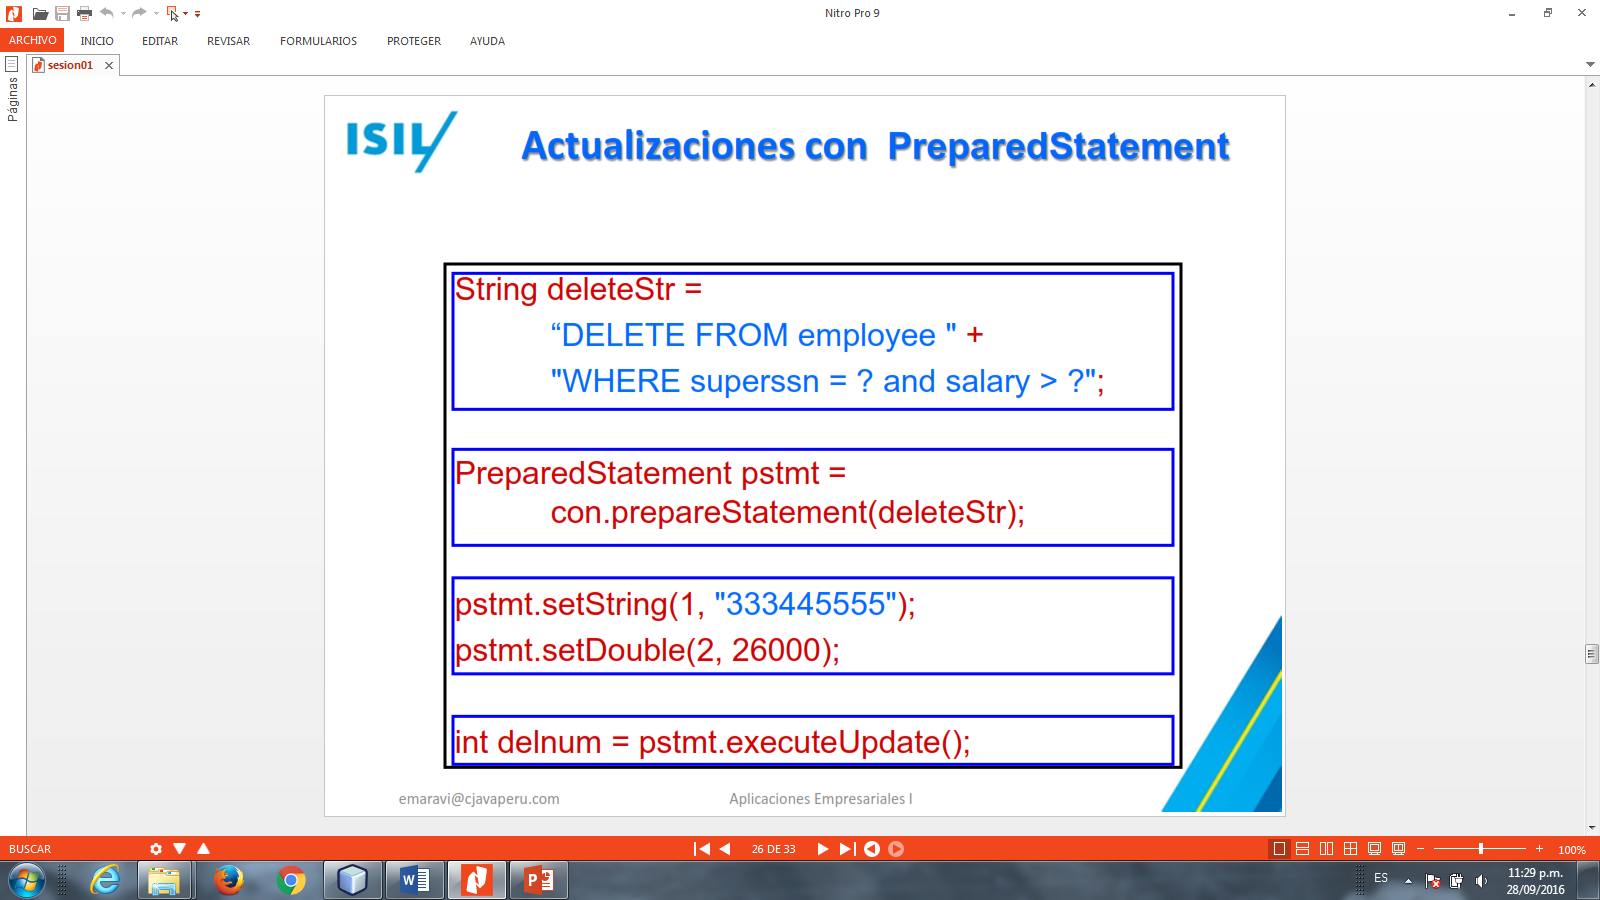 Nitro Pro 9
ARCHIVO INICIO EDITAR REVISAR FORMULARIOS PROTEGER AYUDA
sesion01
Páginas
ISIL
Actualizaciones con PreparedStatement
String deleteStr =
“DELETE FROM employee " +
"WHERE superssn = ? and salary > ?";
PreparedStatement pstmt =
con.prepareStatement(deleteStr);
pstmt.setString(1, "333445555");
pstmt.setDouble(2, 26000);
int delnum = pstmt.executeUpdate();
emaravi@cjavaperu.com Aplicaciones Empresariales I
BUSCAR 26 DE 33 100%
ES 11:29 p.m.
28/09/2016